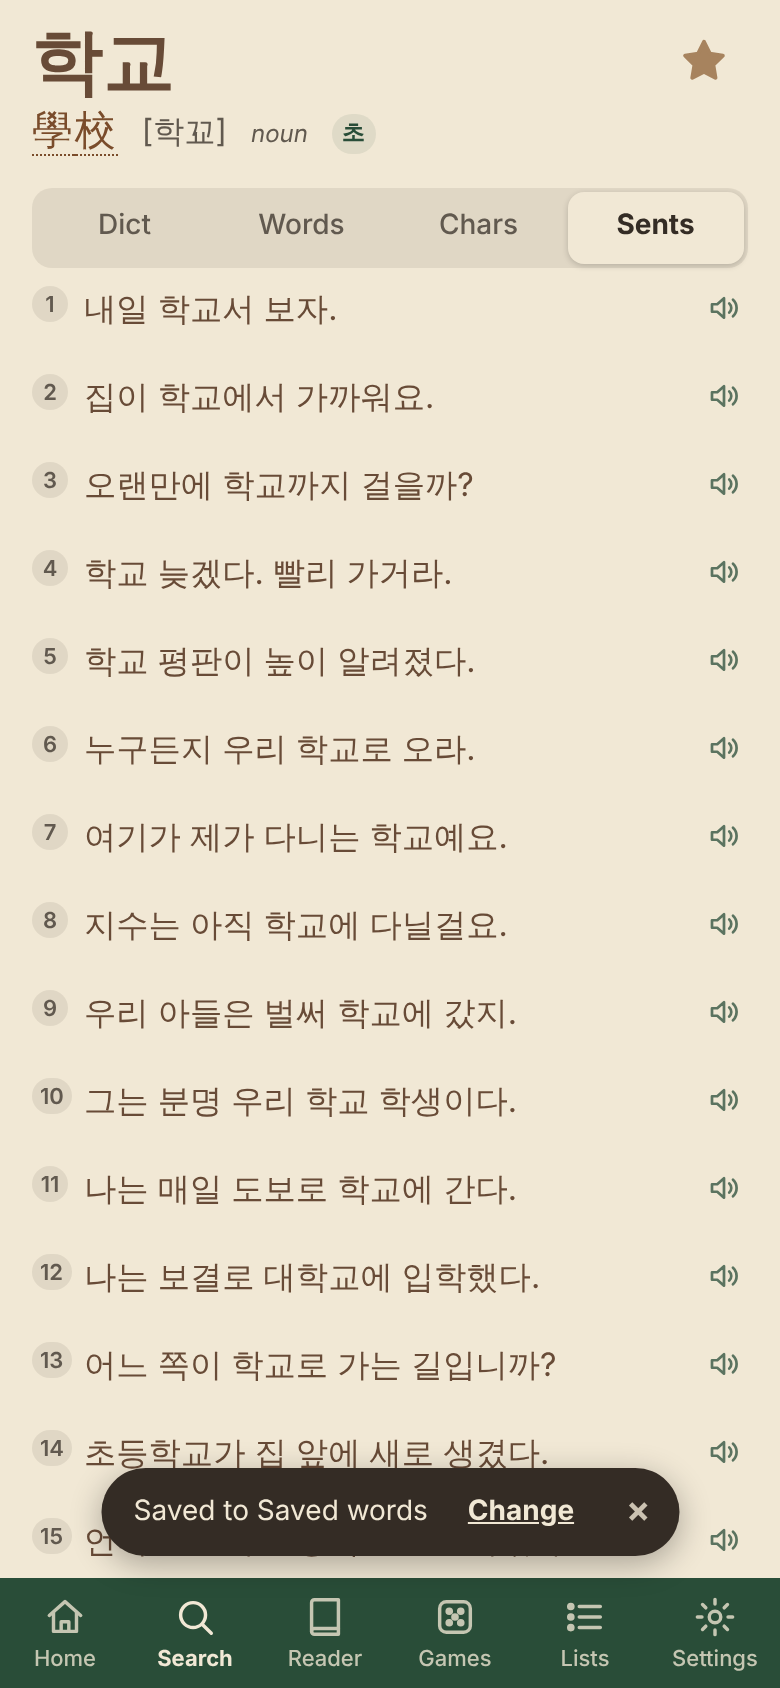 학교
學校 [학꾜] noun 초
Dict Words Chars Sents
1 내일 학교서 보자.
2 집이 학교에서 가까워요.
3 오랜만에 학교까지 걸을까?
4 학교 늦겠다. 빨리 가거라.
5 학교 평판이 높이 알려졌다.
6 누구든지 우리 학교로 오라.
7 여기가 제가 다니는 학교예요.
8 지수는 아직 학교에 다닐걸요.
9 우리 아들은 벌써 학교에 갔지.
10 그는 분명 우리 학교 학생이다.
11 나는 매일 도보로 학교에 간다.
12 나는 보결로 대학교에 입학했다.
13 어느 쪽이 학교로 가는 길입니까?
14 초등학교가 집 앞에 새로 생겼다.
Saved to Saved words Change ×
15
Home Search Reader Games Lists Settings